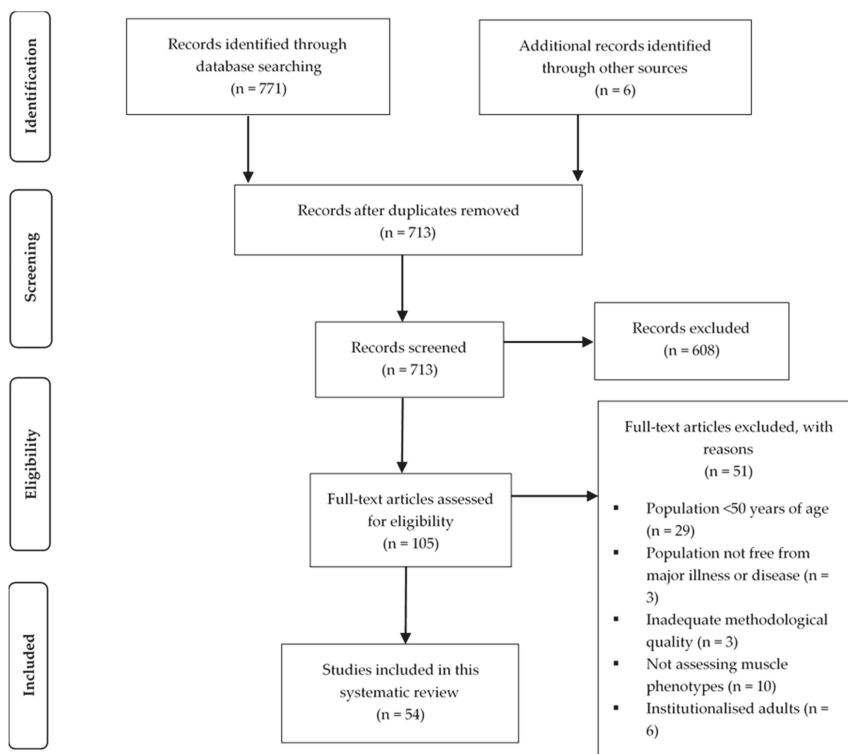 Identification
Records identified through
database searching
(n = 771)
Additional records identified
through other sources
(n = 6)
Screening
Records after duplicates removed
(n = 713)
Records screened
(n = 713)
Records excluded
(n = 608)
Eligibility
Full-text articles assessed
for eligibility
(n = 105)
Full-text articles excluded, with
reasons
(n = 51)
▪ Population <50 years of age
(n = 29)
▪ Population not free from
major illness or disease (n =
3)
▪ Inadequate methodological
quality (n = 3)
▪ Not assessing muscle
phenotypes (n = 10)
▪ Institutionalised adults (n =
6)
Included
Studies included in this
systematic review
(n = 54)